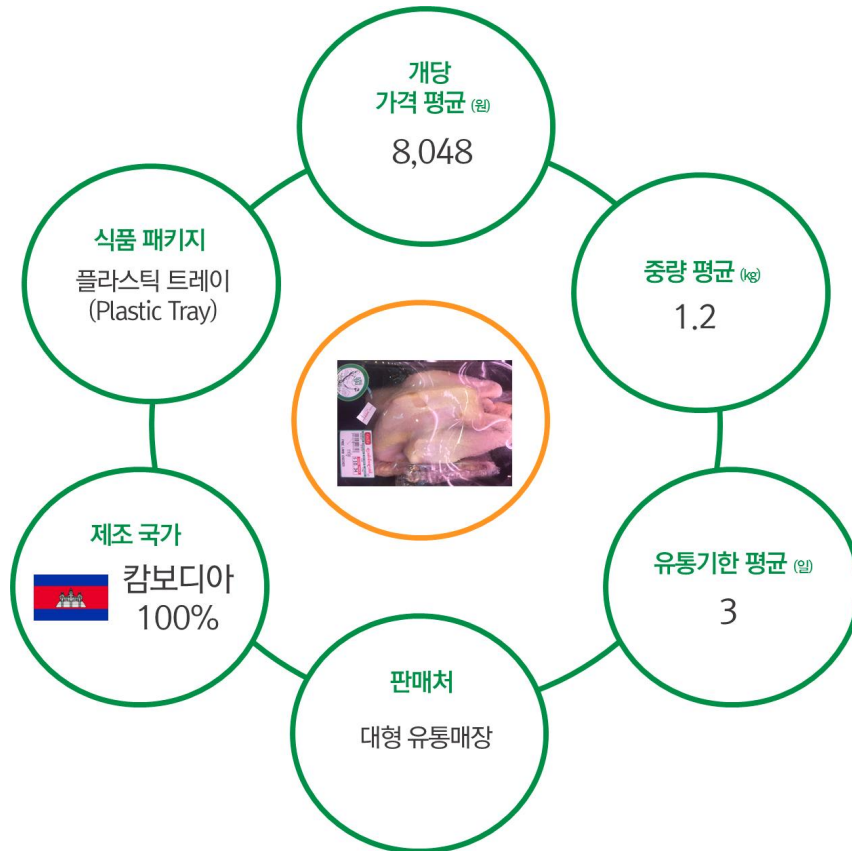 개당
가격 평균 (원)
8,048
중량 평균 (kg)
1.2
유통기한 평균 (일)
3
판매처
대형 유통매장
제조 국가
캄보디아
100%
식품 패키지
플라스틱 트레이
(Plastic Tray)